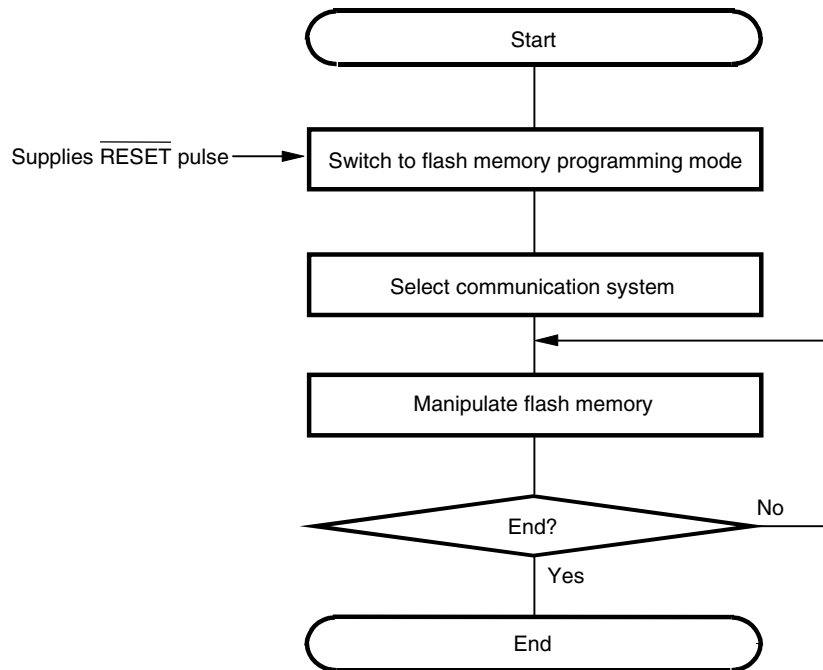 Start
Supplies RESET pulse
Switch to flash memory programming mode
Select communication system
Manipulate flash memory
End?
No
Yes
End